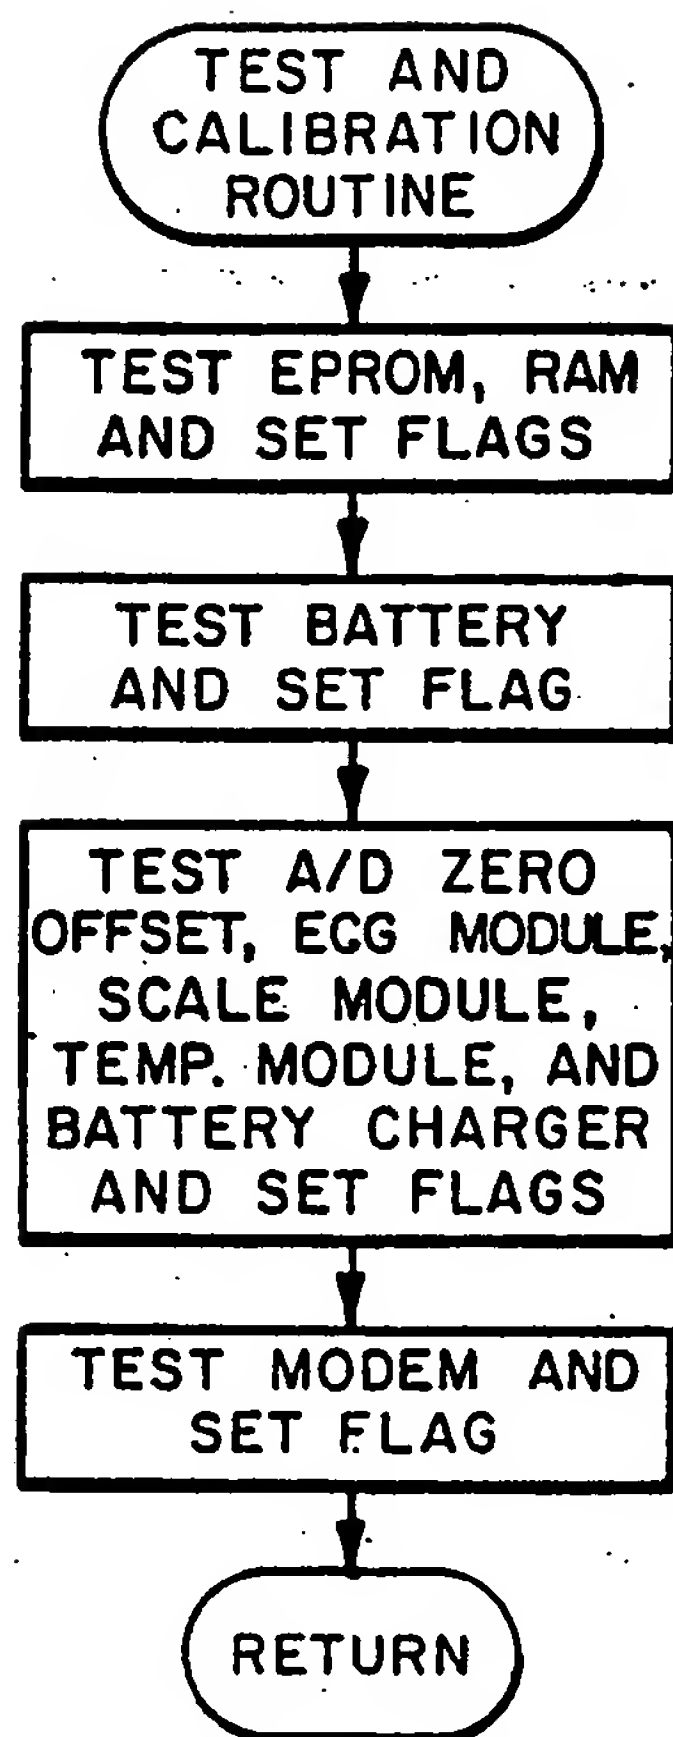 TEST AND
CALIBRATION
ROUTINE
TEST EPROM, RAM
AND SET FLAGS
TEST BATTERY
AND SET FLAG
TEST A/D ZERO
OFFSET, ECG MODULE,
SCALE MODULE,
TEMP. MODULE, AND
BATTERY CHARGER
AND SET FLAGS
TEST MODEM AND
SET FLAG
RETURN